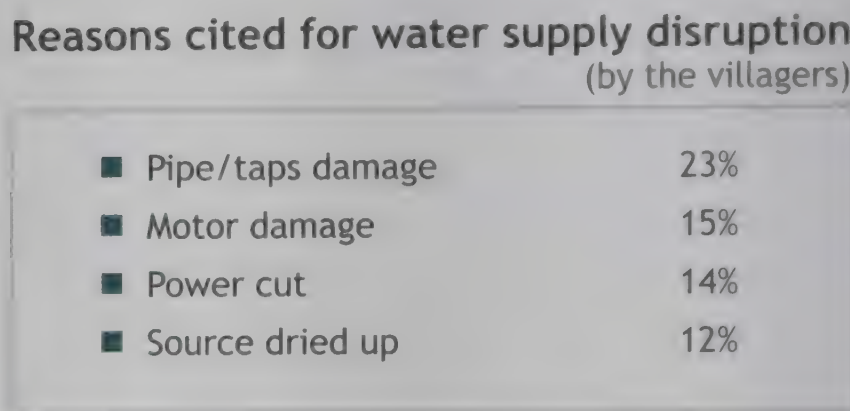 Reasons cited for water supply disruption
(by the villagers)
Pipe/taps damage 23%
Motor damage 15%
Power cut 14%
Source dried up 12%